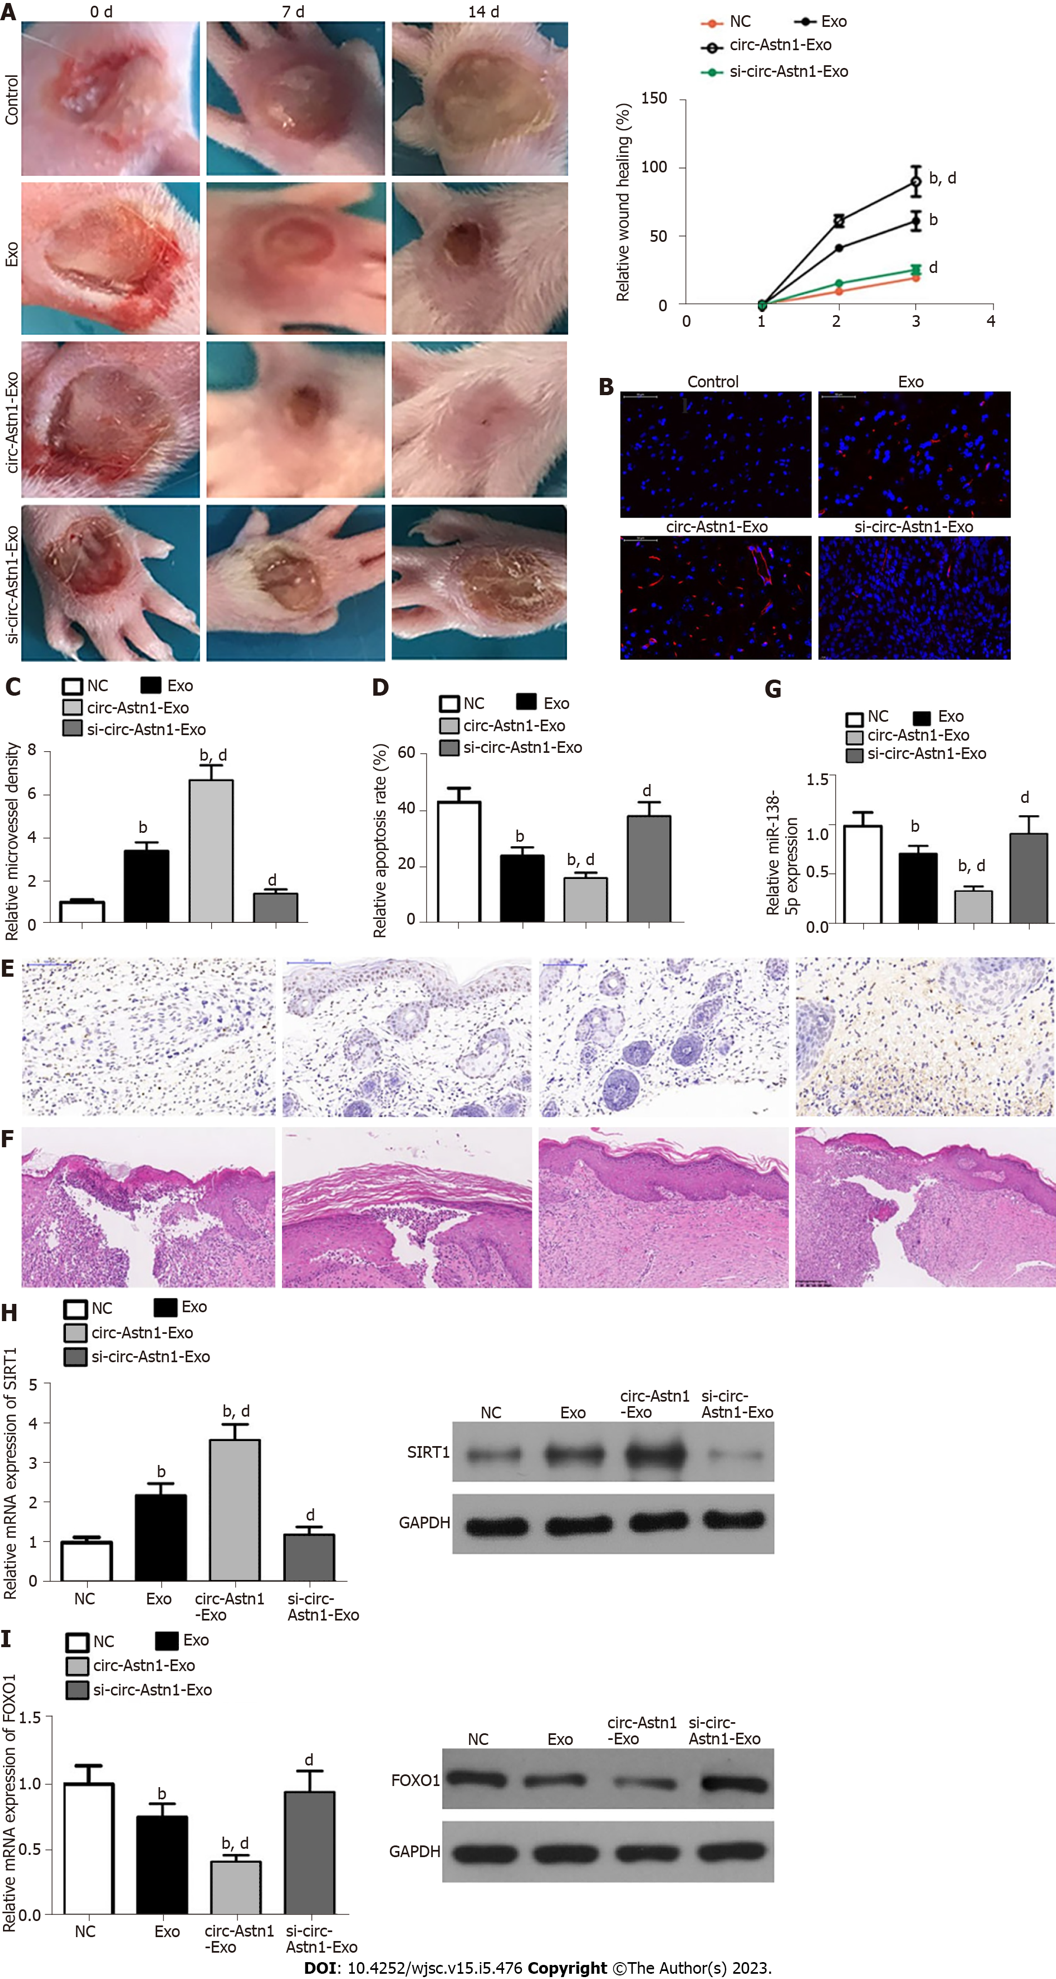 A
0 d
7 d
14 d
Control
Exo
circ-Astn1-Exo
si-circ-Astn1-Exo
NC
Exo
circ-Astn1-Exo
si-circ-Astn1-Exo
Relative wound healing (%)
150
100
50
0
0
1
2
3
4
b, d
b
d
B
Control
Exo
circ-Astn1-Exo
si-circ-Astn1-Exo
C
NC
Exo
circ-Astn1-Exo
si-circ-Astn1-Exo
Relative microvessel density
8
6
4
2
0
b
b, d
d
D
NC
Exo
circ-Astn1-Exo
si-circ-Astn1-Exo
Relative apoptosis rate (%)
60
40
20
0
b
b, d
d
G
NC
Exo
circ-Astn1-Exo
si-circ-Astn1-Exo
Relative miR-138-
5p expression
1.5
1.0
0.5
0.0
b
b, d
d
E
F
H
NC
Exo
circ-Astn1-Exo
si-circ-Astn1-Exo
Relative mRNA expression of SIRT1
5
4
3
2
1
0
b
b, d
d
NC
Exo
circ-Astn1
-Exo
si-circ-
Astn1-Exo
NC
Exo
circ-Astn1
-Exo
si-circ-
Astn1-Exo
SIRT1
GAPDH
I
NC
Exo
circ-Astn1-Exo
si-circ-Astn1-Exo
Relative mRNA expression of FOXO1
1.5
1.0
0.5
0.0
b
b, d
d
NC
Exo
circ-Astn1
-Exo
si-circ-
Astn1-Exo
NC
Exo
circ-Astn1
-Exo
si-circ-
Astn1-Exo
FOXO1
GAPDH
DOI: 10.4252/wjsc.v15.i5.476 Copyright ©The Author(s) 2023.